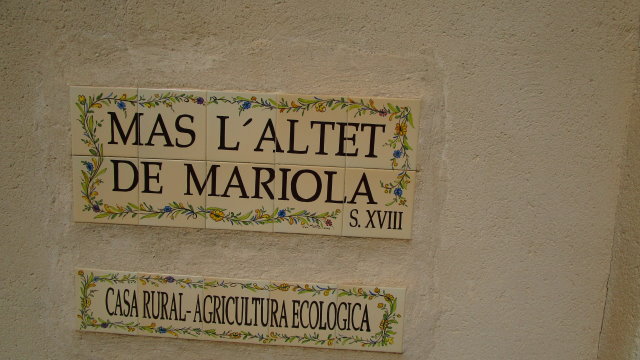 MAS L´ALTET
DE MARIOLA
S. XVIII
CASA RURAL-AGRICULTURA ECOLOGICA